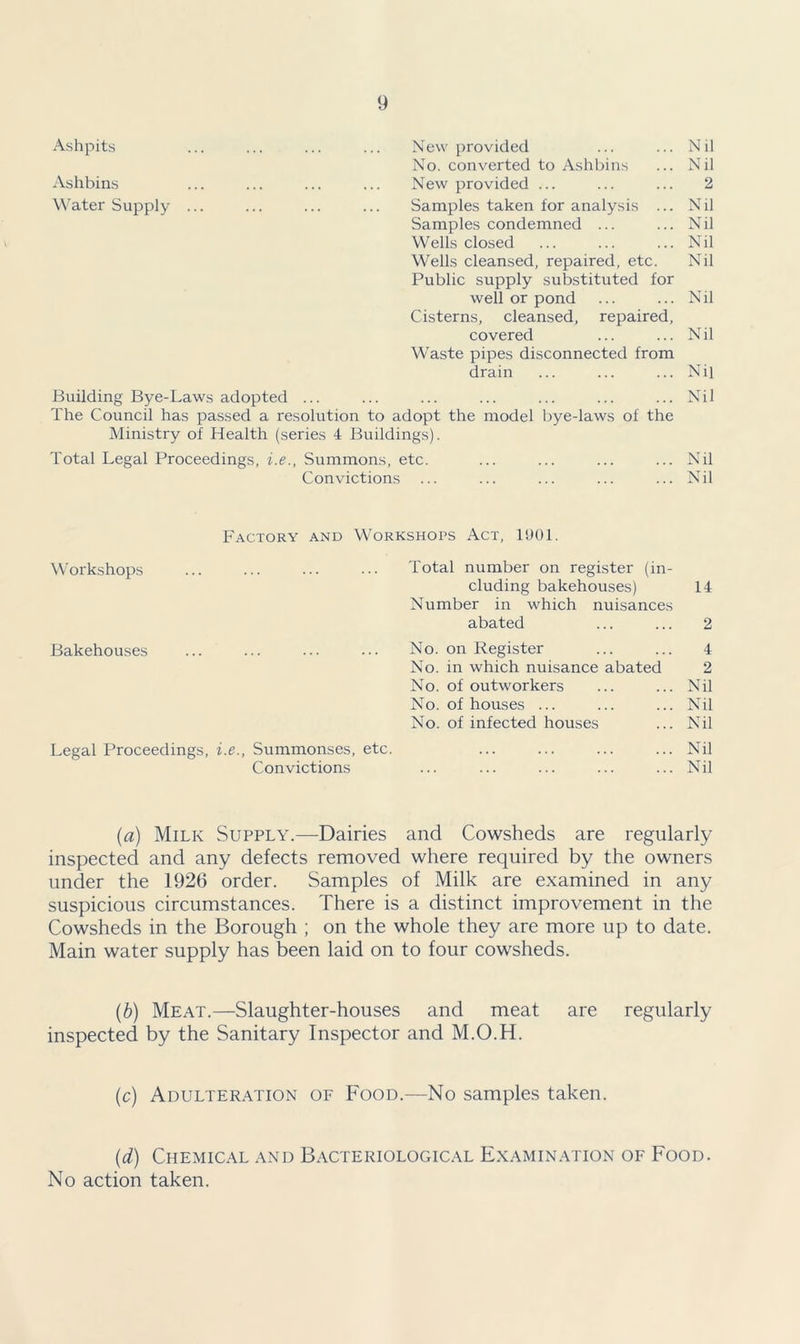 9
Ashpits ... ... ... ... New provided ... ... Nil
No. converted to Ashbins ... Nil
Ashbins ... ... ... ... New provided ... ... ... 2
Water Supply ... ... ... ... Samples taken for analysis ... Nil
Samples condemned ... ... Nil
Wells closed ... ... ... Nil
Wells cleansed, repaired, etc. Nil
Public supply substituted for
well or pond ... ... Nil
Cisterns, cleansed, repaired,
covered ... ... Nil
Waste pipes disconnected from
drain ... ... ... Nil
Building Bye-Laws adopted ... ... ... ... ... ... ... Nil
The Council has passed a resolution to adopt the model bye-laws of the
Ministry of Health (series 4 Buildings).
Total Legal Proceedings, i.e., Summons, etc. ... ... ... ... Nil
Convictions ... ... ... ... ... Nil
Factory and Workshops Act, 1901.
Workshops ... ... ... ... Total number on register (in-
cluding bakehouses) 14
Number in which nuisances
abated ... ... 2
Bakehouses ... ... ... ... No. on Register ... ... 4
No. in which nuisance abated 2
No. of outworkers ... ... Nil
No. of houses ... ... ... Nil
No. of infected houses ... Nil
Legal Proceedings, i.e., Summonses, etc. ... ... ... ... Nil
Convictions ... ... ... ... ... Nil
(a) Milk Supply.—Dairies and Cowsheds are regularly
inspected and any defects removed where required by the owners
under the 1926 order. Samples of Milk are examined in any
suspicious circumstances. There is a distinct improvement in the
Cowsheds in the Borough ; on the whole they are more up to date.
Main water supply has been laid on to four cowsheds.
(b) Meat.—Slaughter-houses and meat are regularly
inspected by the Sanitary Inspector and M.O.H.
(c) Adulteration of Food.—No samples taken.
(d) Chemical and Bacteriological Examination of Food.
No action taken.